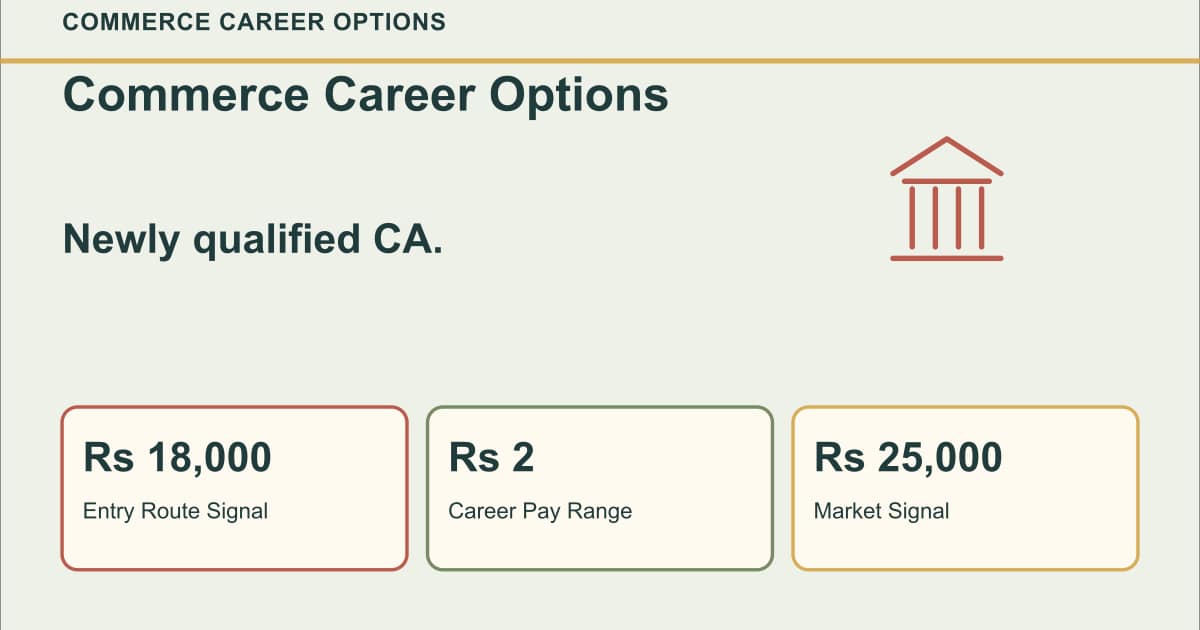 COMMERCE CAREER OPTIONS
Commerce Career Options
Newly qualified CA.
Rs 18,000
Entry Route Signal
Rs 2
Career Pay Range
Rs 25,000
Market Signal